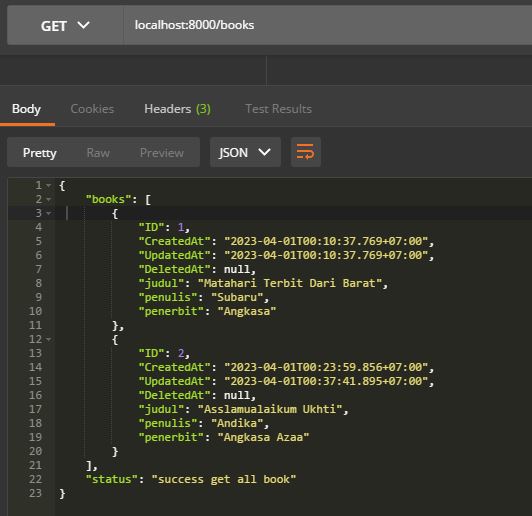 GET localhost:8000/books
Body Cookies Headers (3) Test Results
Pretty Raw Preview JSON
1 {
2 "books": [
3 {
4 "ID": 1,
5 "CreatedAt": "2023-04-01T00:10:37.769+07:00",
6 "UpdatedAt": "2023-04-01T00:10:37.769+07:00",
7 "DeletedAt": null,
8 "judul": "Matahari Terbit Dari Barat",
9 "penulis": "Subaru",
10 "penerbit": "Angkasa"
11 },
12 {
13 "ID": 2,
14 "CreatedAt": "2023-04-01T00:23:59.856+07:00",
15 "UpdatedAt": "2023-04-01T00:37:41.895+07:00",
16 "DeletedAt": null,
17 "judul": "Asslamualaikum Ukhti",
18 "penulis": "Andika",
19 "penerbit": "Angkasa Azaa"
20 }
21 ],
22 "status": "success get all book"
23 }